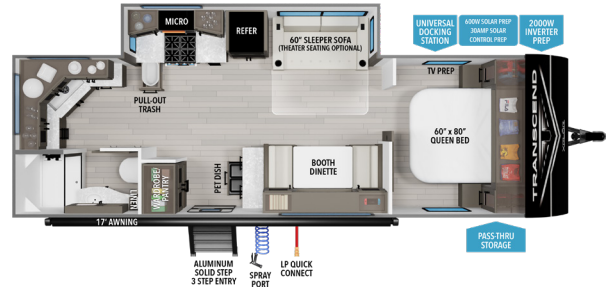 MICRO
REFER
60" SLEEPER SOFA
(THEATER SEATING OPTIONAL)
UNIVERSAL
DOCKING
STATION
600W SOLAR PREP
30AMP SOLAR
CONTROL PREP
2000W
INVERTER
PREP
TV PREP
PULL-OUT
TRASH
60" x 80"
QUEEN BED
TRANSCEND
BOOTH
DINETTE
PET DISH
WARDROBE/
PANTRY
LINEN
17' AWNING
ALUMINUM
SOLID STEP
3 STEP ENTRY
SPRAY
PORT
LP QUICK
CONNECT
PASS-THRU
STORAGE